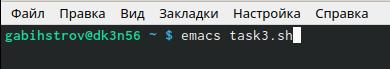 Файл Правка Вид Закладки Настройка Справка
gabihstrov@dk3n56 ~ $ emacs task3.sh